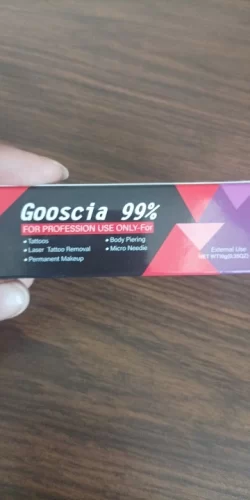 Gooscia 99%
FOR PROFESSION USE ONLY-For
Tattoos
Laser Tattoo Removal
Permanent Makeup
Body Piering
Micro Needle
External Use